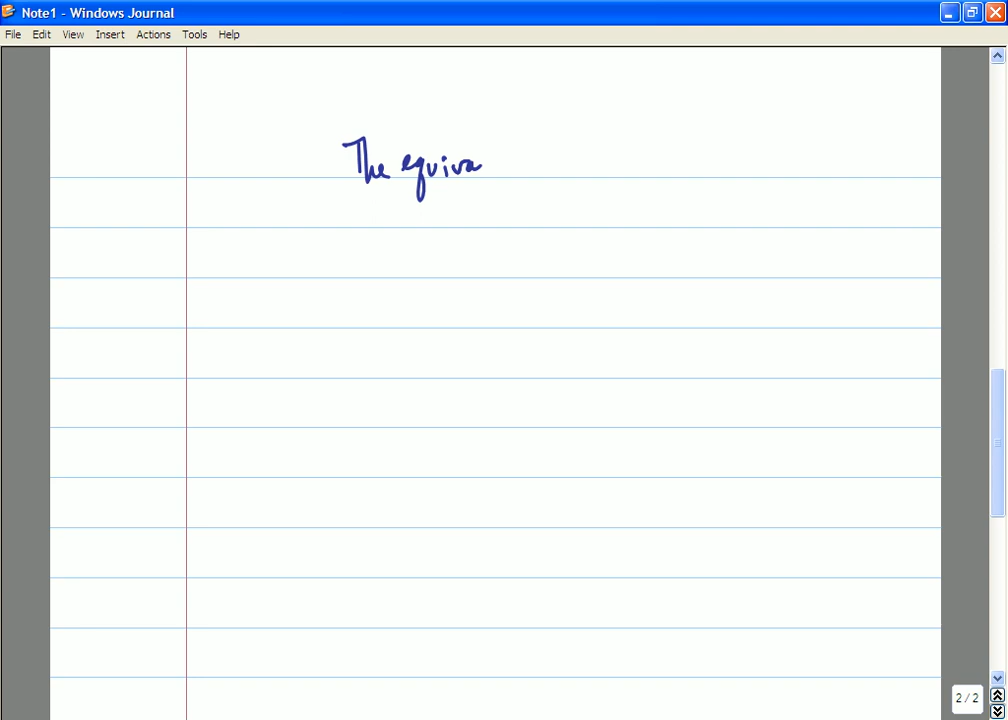 Note1 - Windows Journal
File Edit View Insert Actions Tools Help
The equiva
2/2